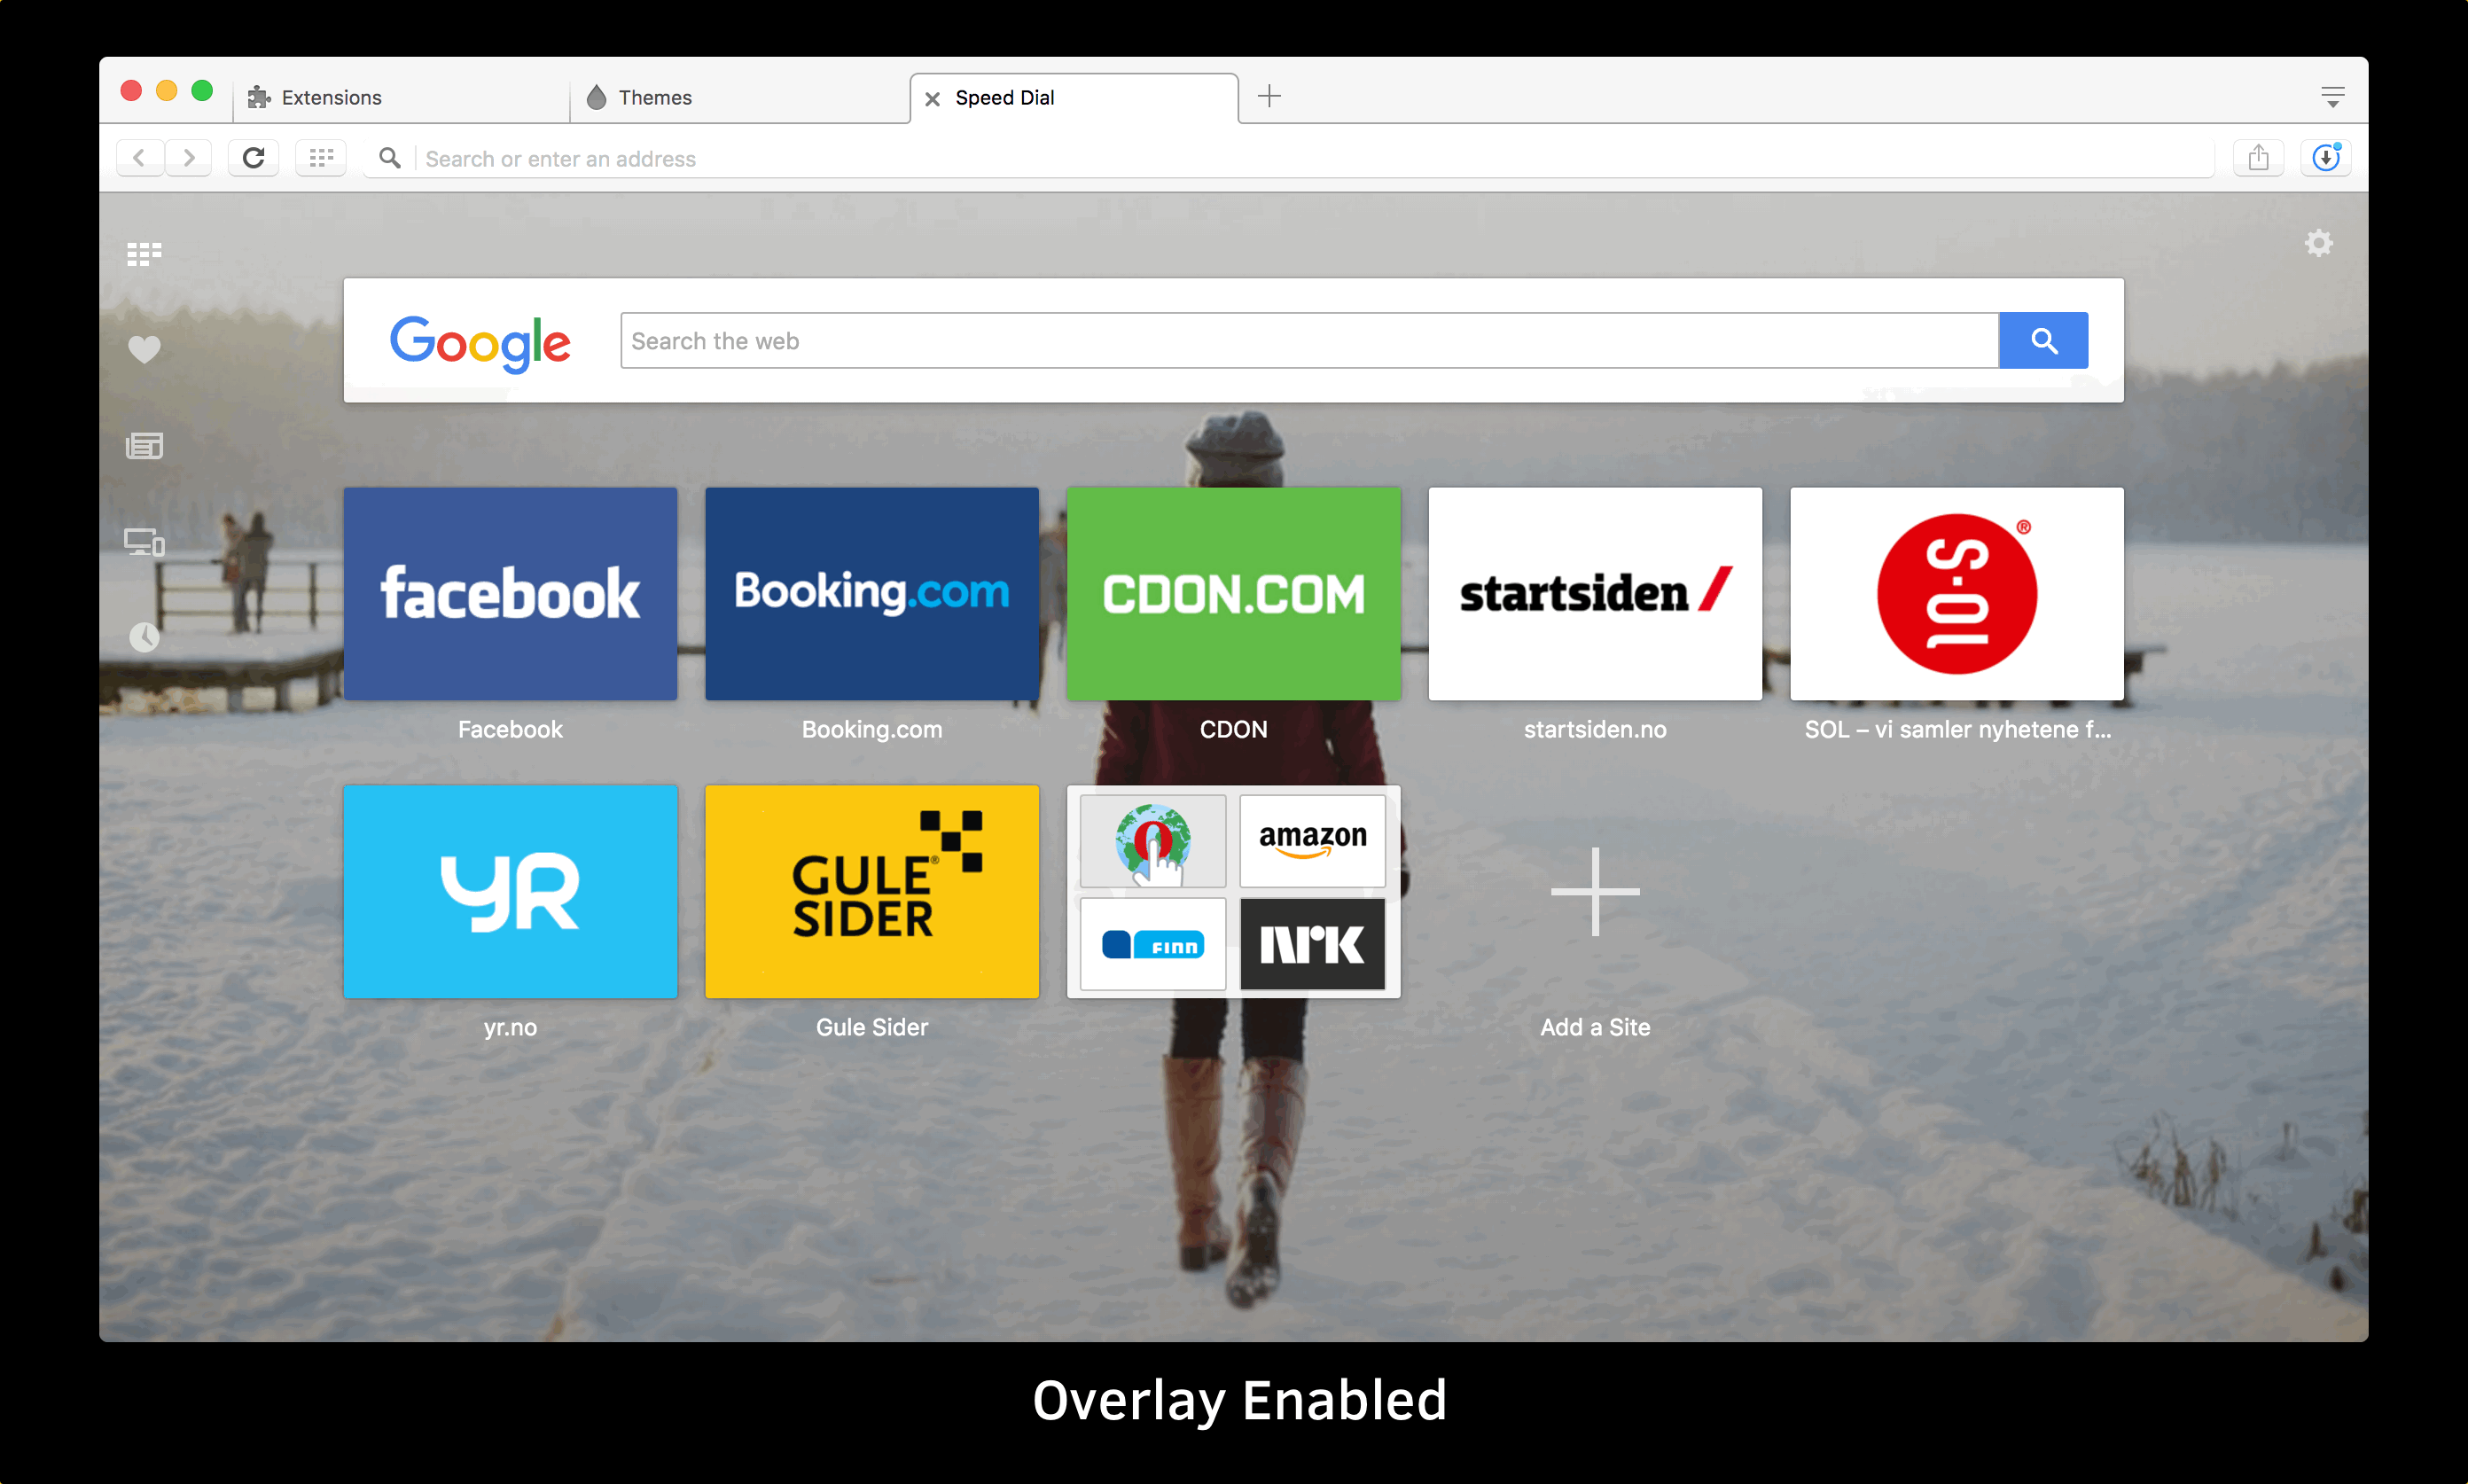 Extensions
Themes
Speed Dial
Search or enter an address
Google
Search the web
facebook
Booking.com
CDON.COM
startsiden
SOL ®
Facebook
Booking.com
CDON
startsiden.no
SOL – vi samler nyhetene f...
yr
GULE®
SIDER
O
amazon
FINN
NRK
yr.no
Gule Sider
Add a Site
Overlay Enabled